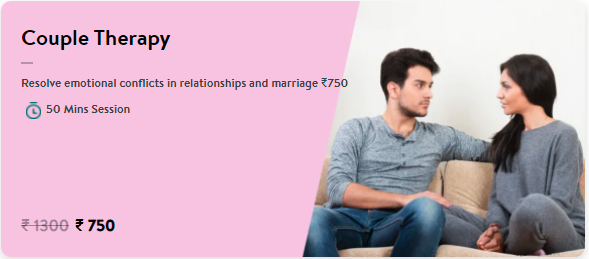 Couple Therapy
Resolve emotional conflicts in relationships and marriage ₹750
50 Mins Session
₹ 1300 ₹ 750